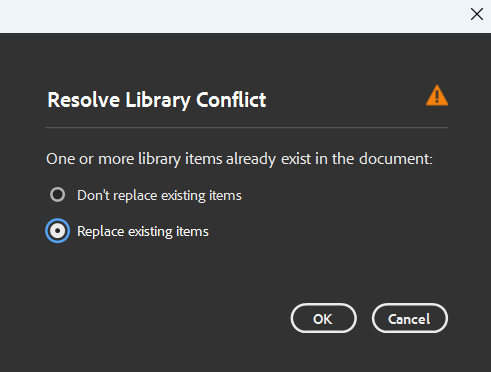 Resolve Library Conflict
One or more library items already exist in the document:
Don't replace existing items
Replace existing items
OK
Cancel